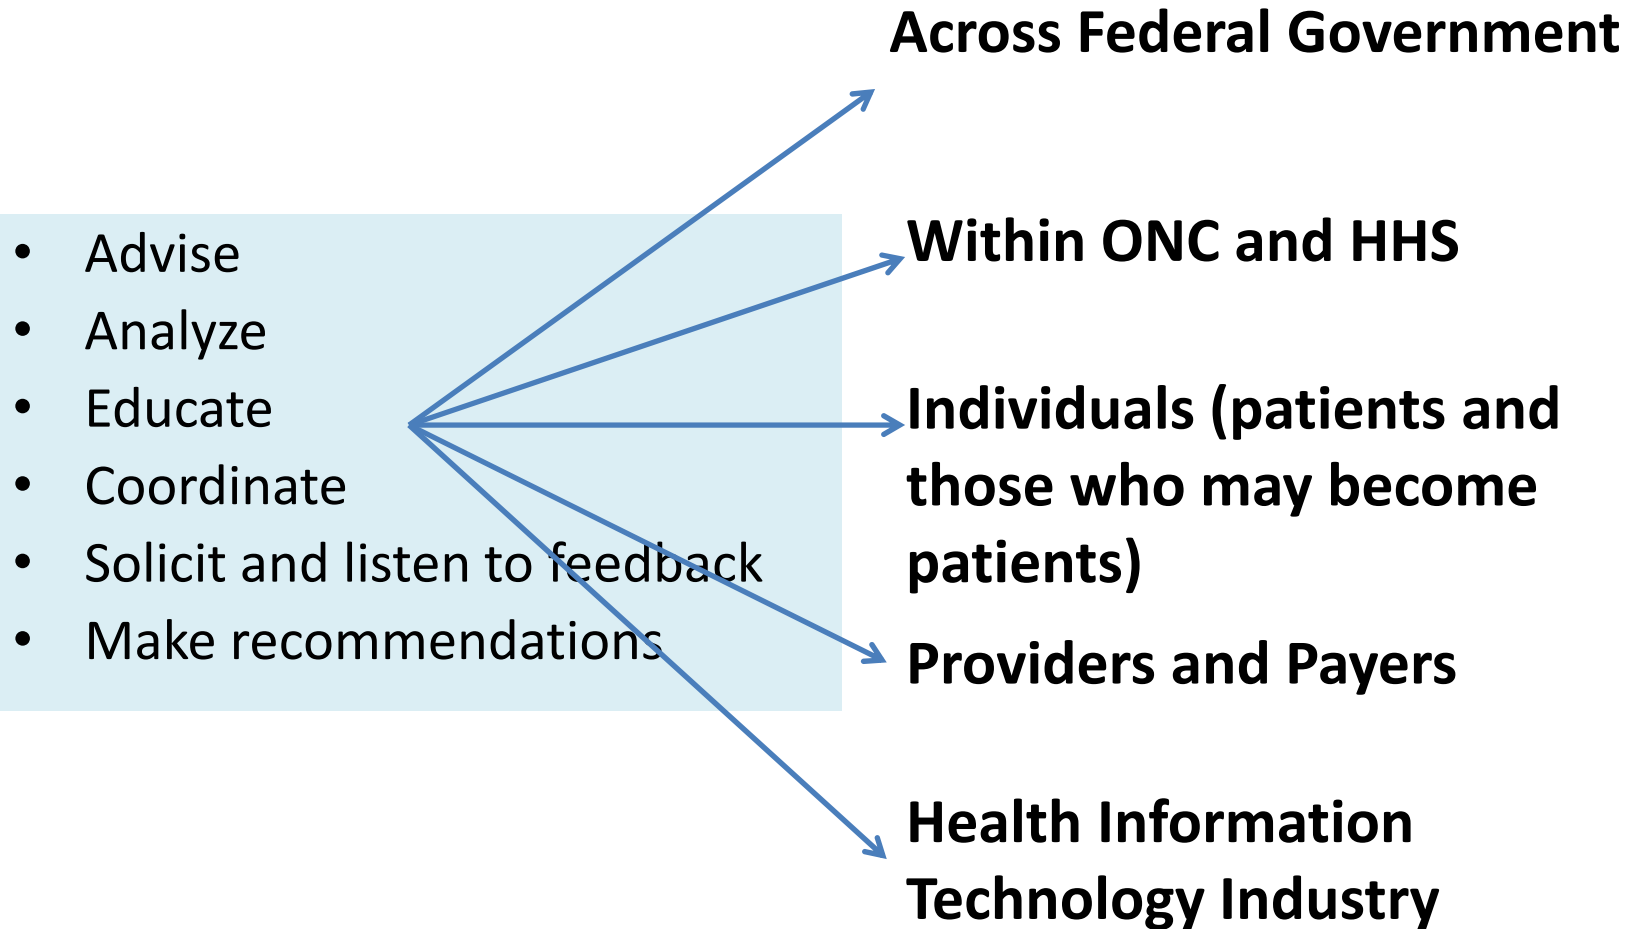 • Advise
• Analyze
• Educate
• Coordinate
• Solicit and listen to feedback
• Make recommendations
Across Federal Government
Within ONC and HHS
Individuals (patients and
those who may become
patients)
Providers and Payers
Health Information
Technology Industry